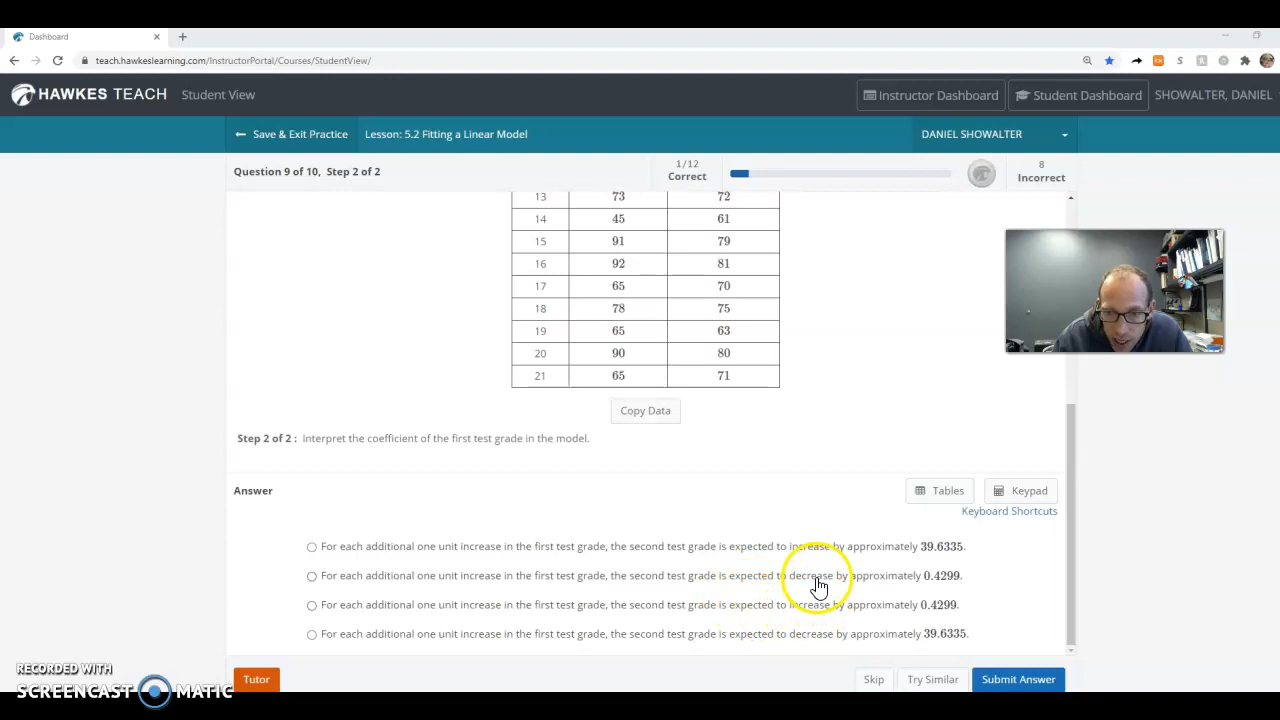 Dashboard
teach.hawkeslearning.com/InstructorPortal/Courses/StudentView/
HAWKES TEACH Student View Instructor Dashboard Student Dashboard SHOWALTER, DANIEL
Save & Exit Practice Lesson: 5.2 Fitting a Linear Model DANIEL SHOWALTER
Question 9 of 10, Step 2 of 2 1/12 Correct 8 Incorrect
13 73 72
14 45 61
15 91 79
16 92 81
17 65 70
18 78 75
19 65 63
20 90 80
21 65 71
Copy Data
Step 2 of 2 : Interpret the coefficient of the first test grade in the model.
Answer Tables Keypad
Keyboard Shortcuts
For each additional one unit increase in the first test grade, the second test grade is expected to increase by approximately 39.6335.
For each additional one unit increase in the first test grade, the second test grade is expected to decrease by approximately 0.4299.
For each additional one unit increase in the first test grade, the second test grade is expected to increase by approximately 0.4299.
For each additional one unit increase in the first test grade, the second test grade is expected to decrease by approximately 39.6335.
Tutor Skip Try Similar Submit Answer
RECORDED WITH
SCREENCAST MATIC